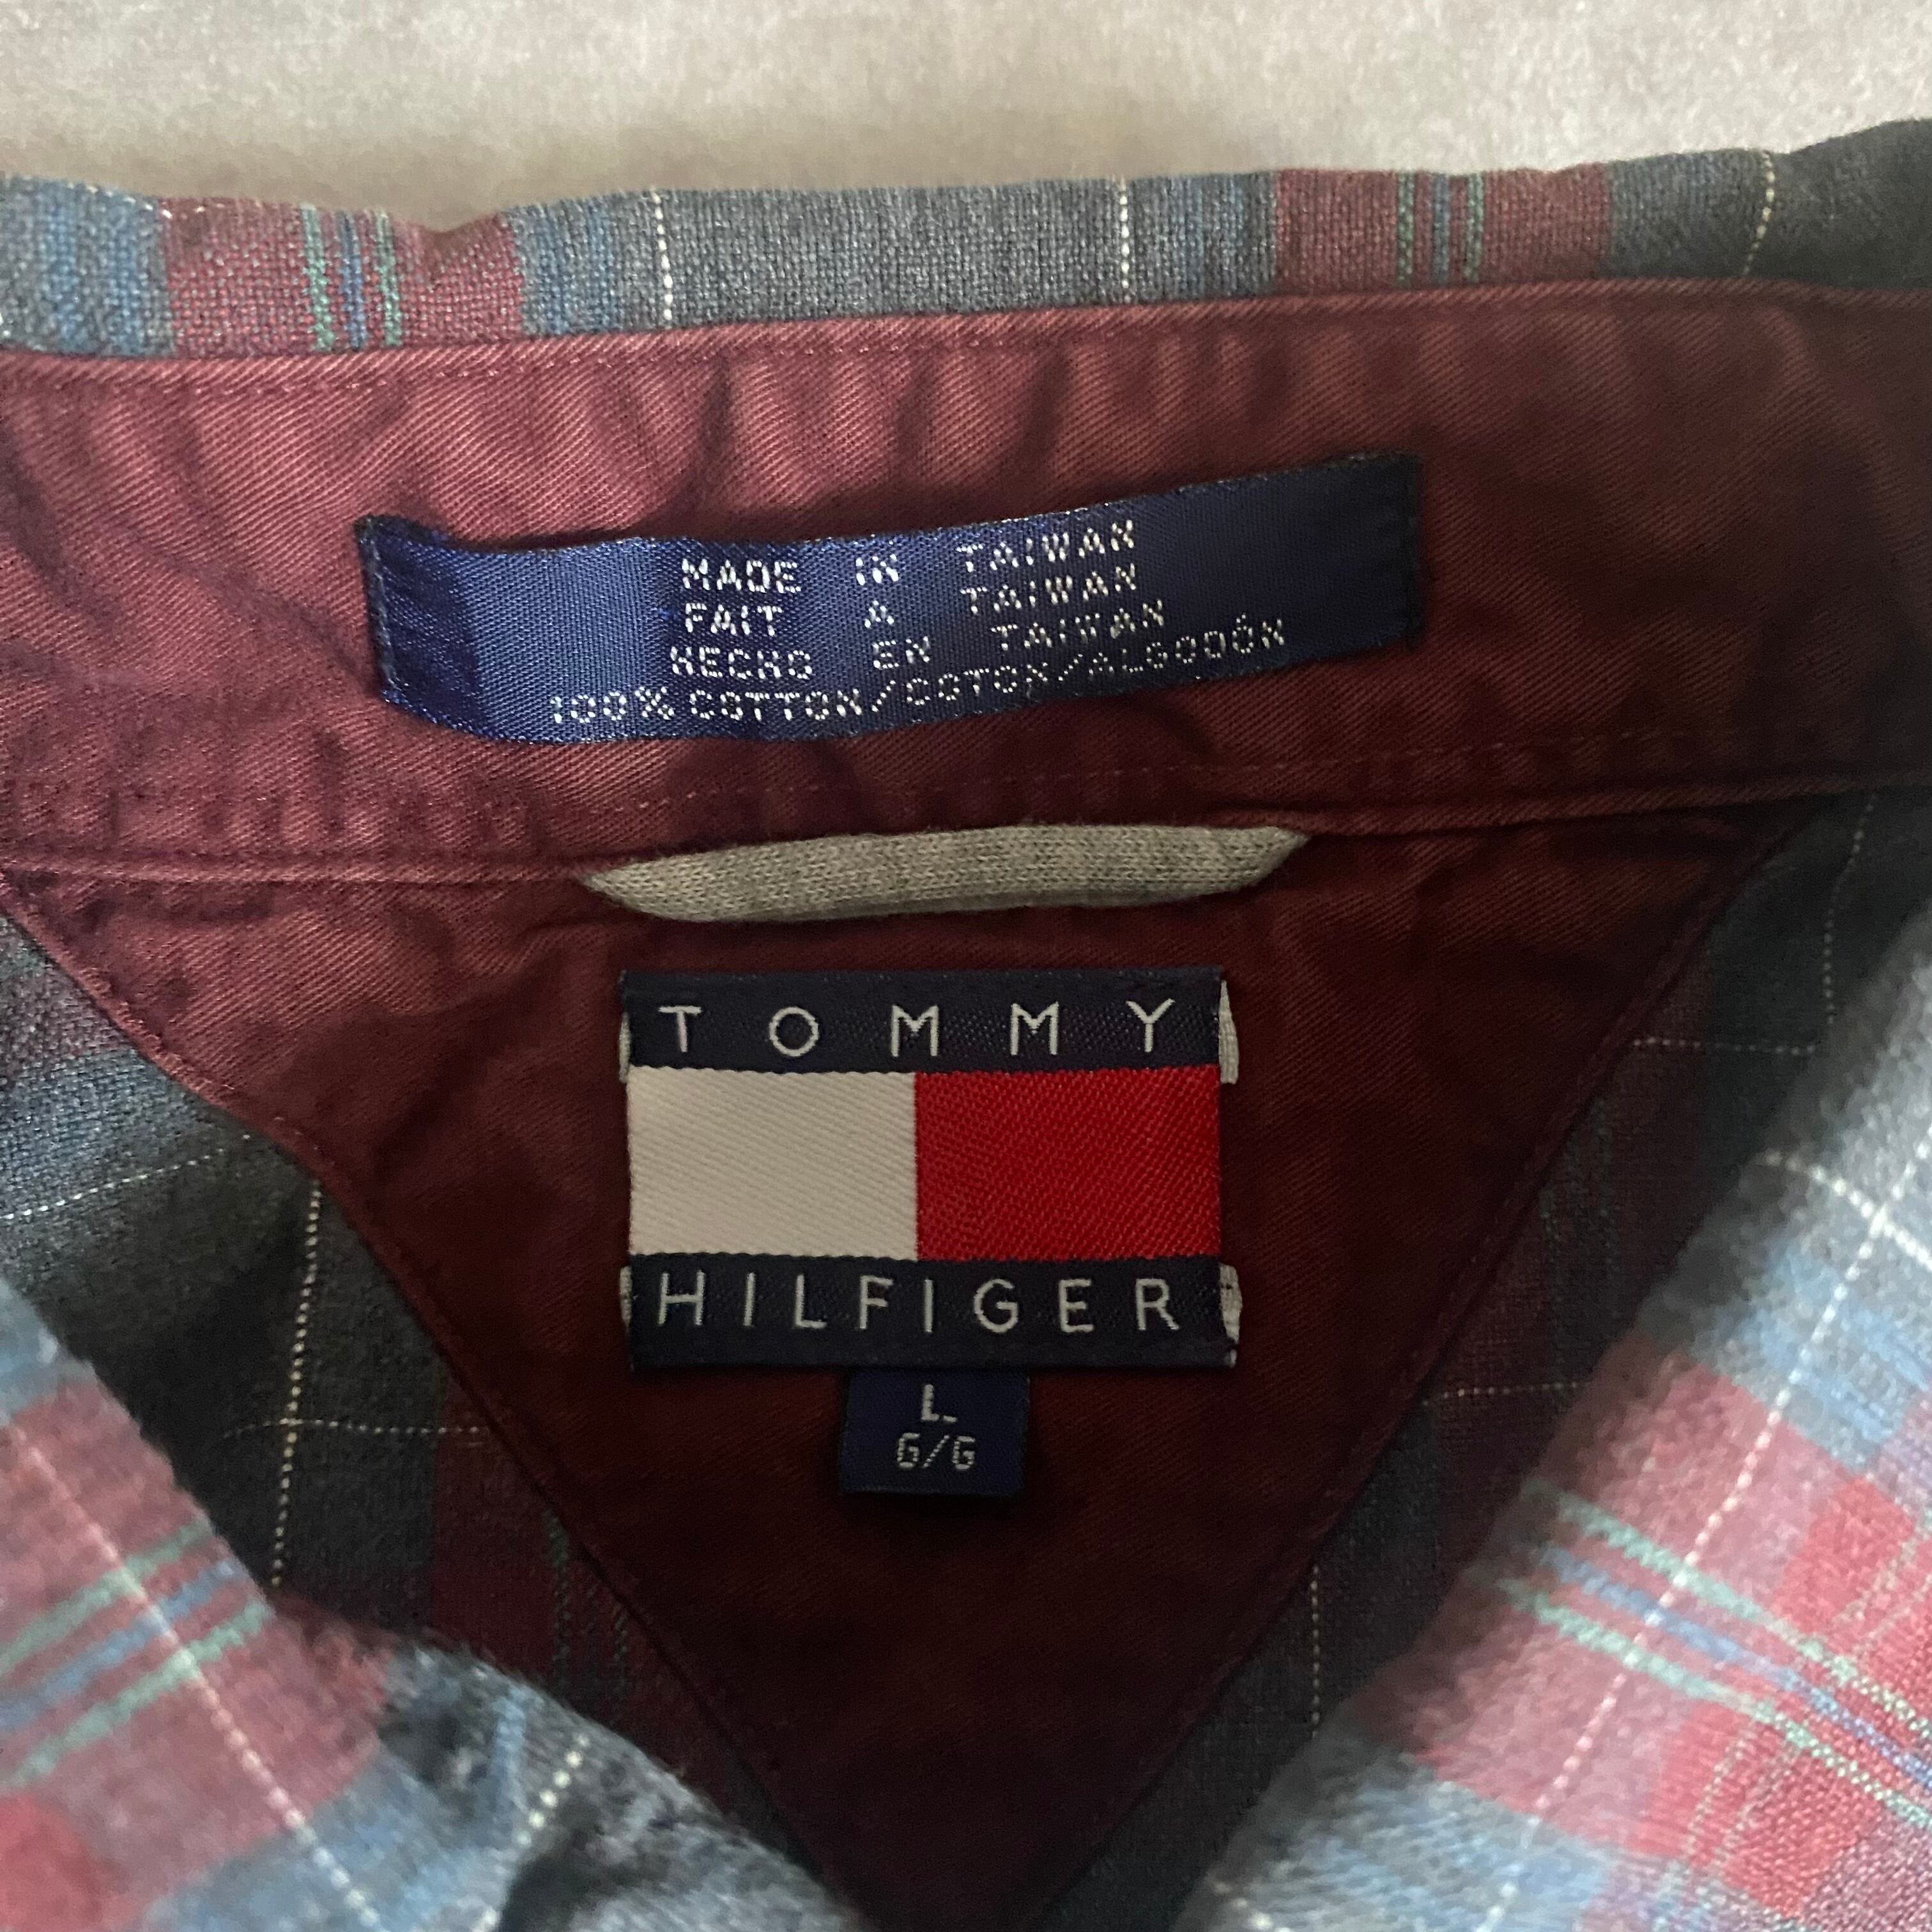 MADE IN TAIWAN
FAIT A TAIWAN
HECHO EN TAIWAN
100% COTTON/COTON/ALGODÓN
TOMMY
HILFIGER
L
G/G